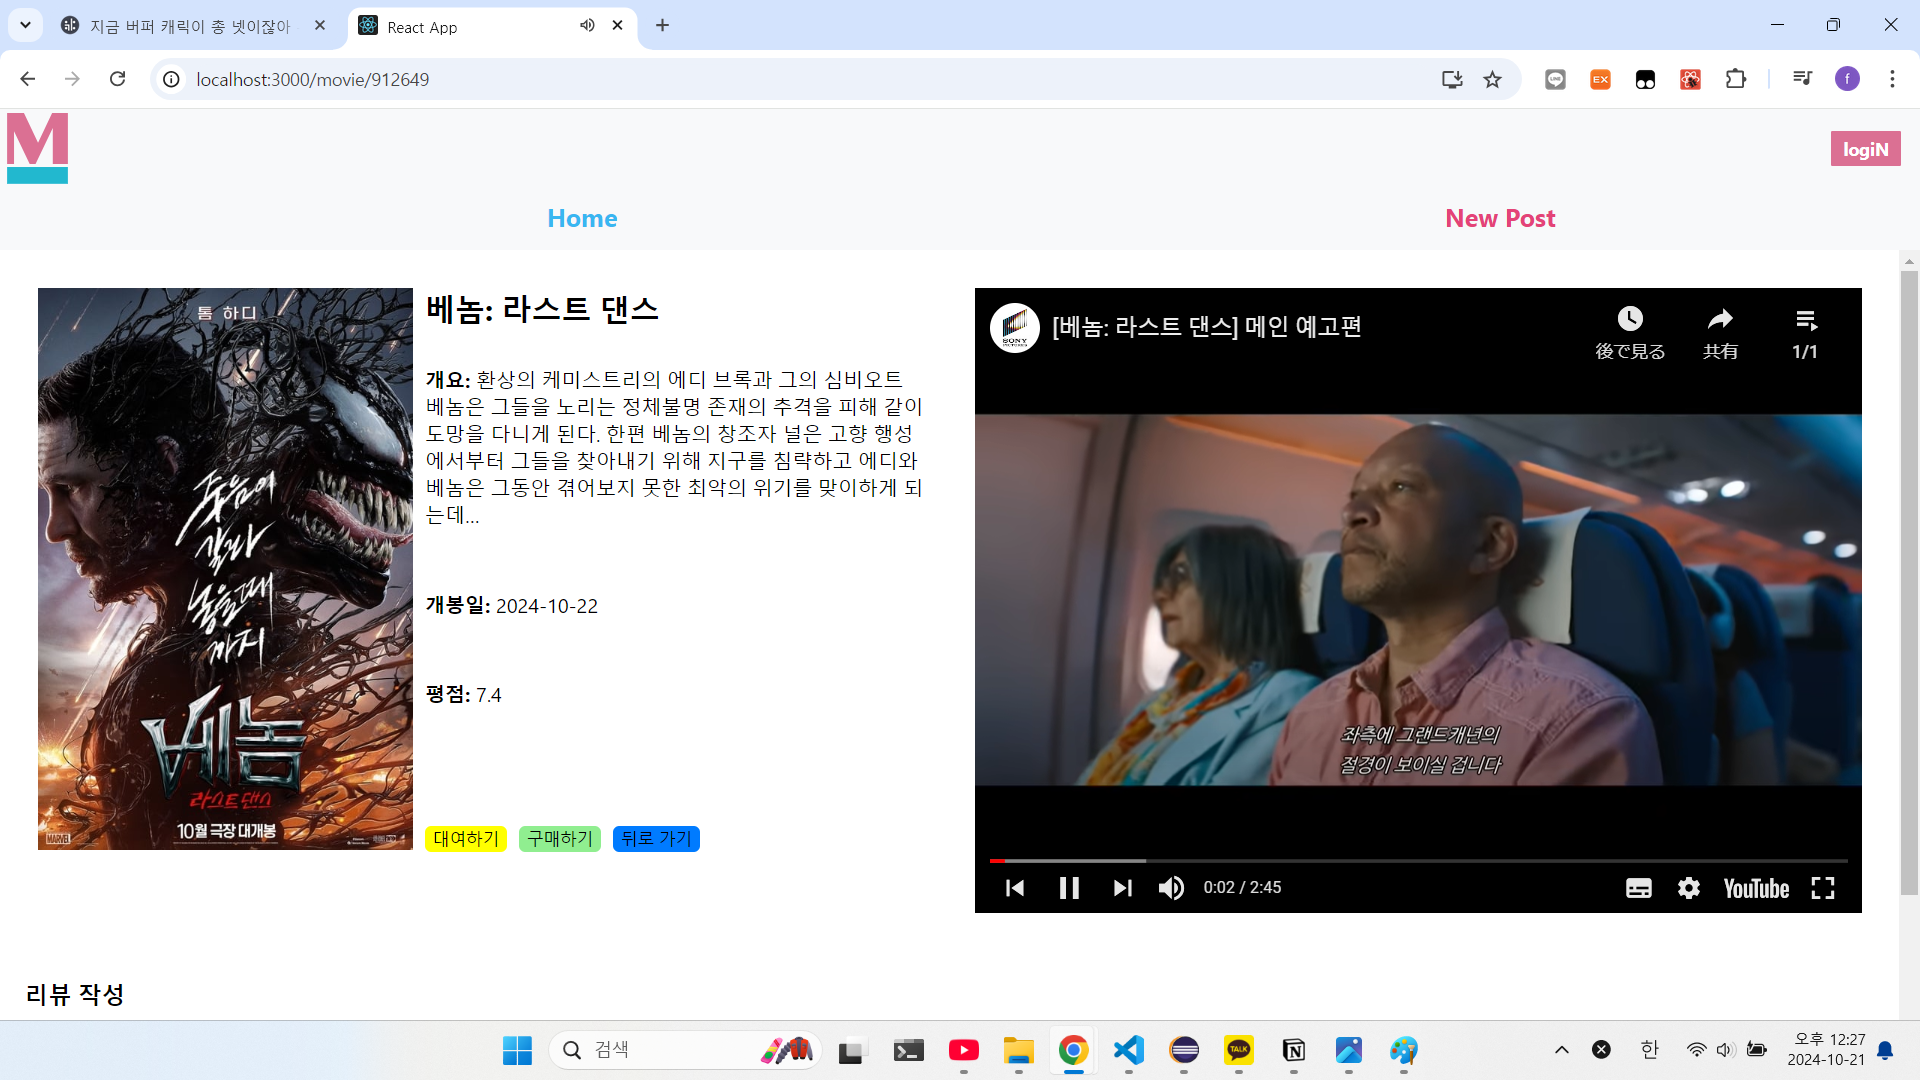 지금 버퍼 캐릭이 총 넷이잖아
React App
localhost:3000/movie/912649
EX
f
M
logiN
Home
New Post
톰 하디
죽음이
갈라
놓을 때
까지
베놈
라스트 댄스
10월 극장 대개봉
MARVEL
베놈: 라스트 댄스
개요: 환상의 케미스트리의 에디 브록과 그의 심비오트
베놈은 그들을 노리는 정체불명 존재의 추격을 피해 같이
도망을 다니게 된다. 한편 베놈의 창조자 널은 고향 행성
에서부터 그들을 찾아내기 위해 지구를 침략하고 에디와
베놈은 그동안 겪어보지 못한 최악의 위기를 맞이하게 되
는데...
개봉일: 2024-10-22
평점: 7.4
대여하기
구매하기
뒤로 가기
SONY
PICTURES
[베놈: 라스트 댄스] 메인 예고편
後で見る
共有
1/1
좌측에 그랜드캐년의
절경이 보이실 겁니다
0:02 / 2:45
YouTube
리뷰 작성
검색
TALK
한
오후 12:27
2024-10-21